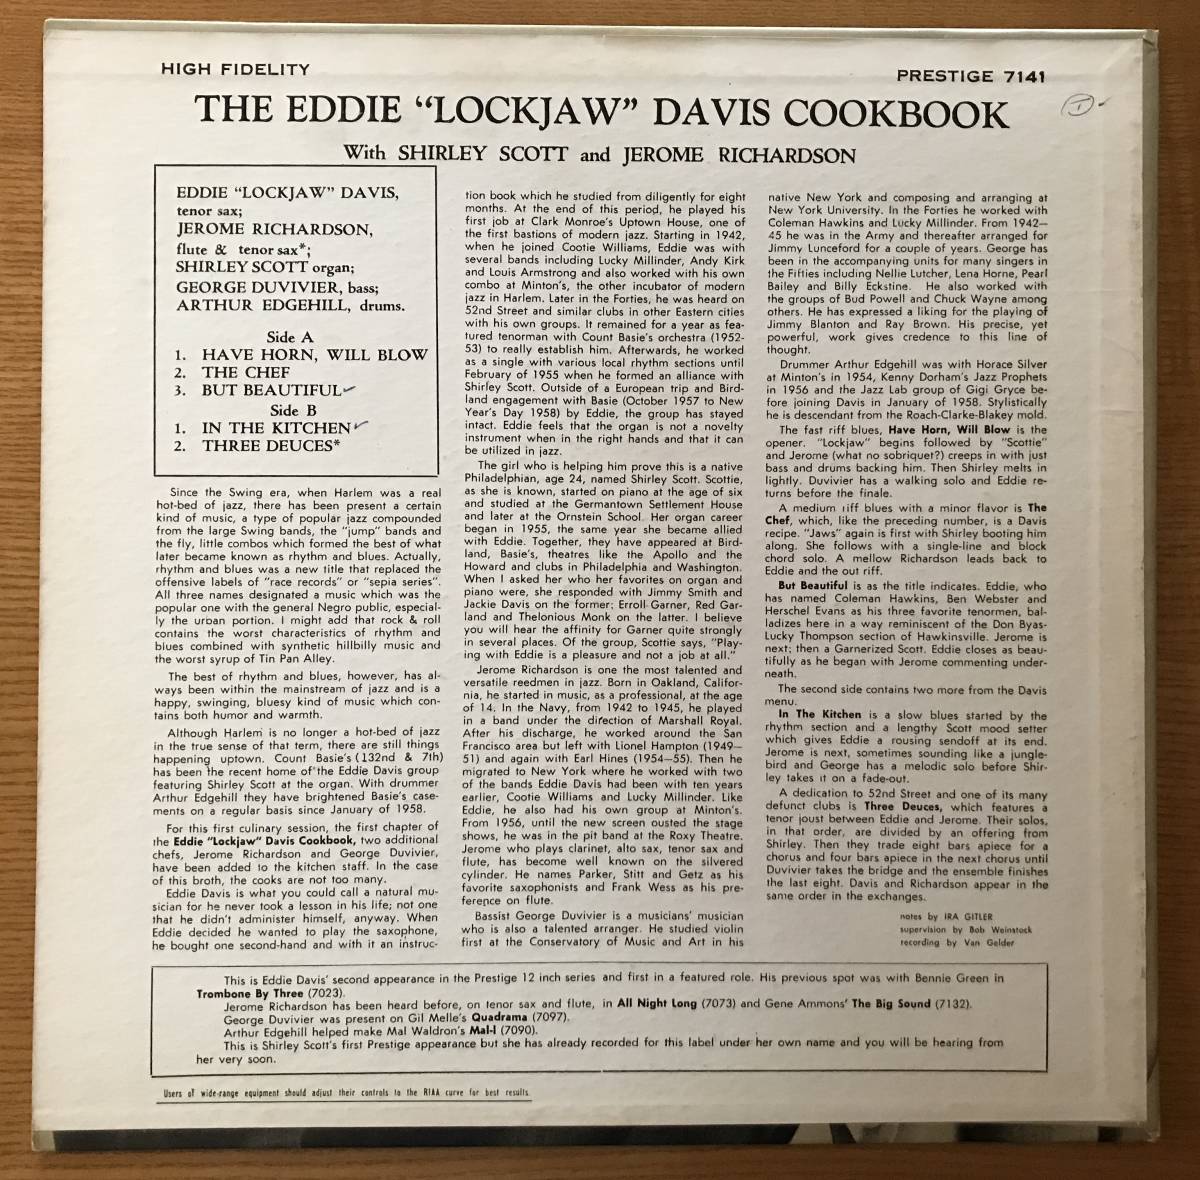 HIGH FIDELITY
PRESTIGE 7141
THE EDDIE “LOCKJAW” DAVIS COOKBOOK
With SHIRLEY SCOTT and JEROME RICHARDSON
EDDIE “LOCKJAW” DAVIS,
tenor sax;
JEROME RICHARDSON,
flute & tenor sax*;
SHIRLEY SCOTT organ;
GEORGE DUVIVIER, bass;
ARTHUR EDGEHILL, drums.
Side A
1. HAVE HORN, WILL BLOW
2. THE CHEF
3. BUT BEAUTIFUL
Side B
1. IN THE KITCHEN
2. THREE DEUCES*
Since the Swing era, when Harlem was a real
hot-bed of jazz, there has been present a certain
kind of music, a type of popular jazz compounded
from the large Swing bands, the "jump" bands and
the fly, little combos which formed the best of what
later became known as rhythm and blues. Actually,
rhythm and blues was a new title that replaced the
offensive labels of "race records" or "sepia series".
All three names designated a music which was the
popular one with the general Negro public, especial-
ly the urban portion. I might add that rock & roll
contains the worst characteristics of rhythm and
blues combined with synthetic hillbilly music and
the worst syrup of Tin Pan Alley.
The best of rhythm and blues, however, has al-
ways been within the mainstream of jazz and is a
happy, swinging, bluesy kind of music which con-
tains both humor and warmth.
Although Harlem is no longer a hot-bed of jazz
in the true sense of that term, there are still things
happening uptown. Count Basie's (132nd & 7th)
has been the recent home of the Eddie Davis group
featuring Shirley Scott at the organ. With drummer
Arthur Edgehill they have brightened Basie's case-
ments on a regular basis since January of 1958.
For this first culinary session, the first chapter of
the Eddie "Lockjaw" Davis Cookbook, two additional
chefs, Jerome Richardson and George Duvivier,
have been added to the kitchen staff. In the case
of this broth, the cooks are not too many.
Eddie Davis is what you could call a natural mu-
sician for he never took a lesson in his life; not one
that he didn't administer himself, anyway. When
Eddie decided he wanted to play the saxophone,
he bought one second-hand and with it an instruc-
tion book which he studied from diligently for eight
months. At the end of this period, he played his
first job at Clark Monroe's Uptown House, one of
the first bastions of modern jazz. Starting in 1942,
when he joined Cootie Williams, Eddie was with
several bands including Lucky Millinder, Andy Kirk
and Louis Armstrong and also worked with his own
combo at Minton's, the other incubator of modern
jazz in Harlem. Later in the Forties, he was heard on
52nd Street and similar clubs in other Eastern cities
with his own groups. It remained for a year as fea-
tured tenorman with Count Basie's orchestra (1952-
53) to really establish him. Afterwards, he worked
as a single with various local rhythm sections until
February of 1955 when he formed an alliance with
Shirley Scott. Outside of a European trip and Bird-
land engagement with Basie (October 1957 to New
Year's Day 1958) by Eddie, the group has stayed
intact. Eddie feels that the organ is not a novelty
instrument when in the right hands and that it can
be utilized in jazz.
The girl who is helping him prove this is a native
Philadelphian, age 24, named Shirley Scott. Scottie,
as she is known, started on piano at the age of six
and studied at the Germantown Settlement House
and later at the Ornstein School. Her organ career
began in 1955, the same year she became allied
with Eddie. Together, they have appeared at Bird-
land, Basie's, theatres like the Apollo and the
Howard and clubs in Philadelphia and Washington.
When I asked her who her favorites on organ and
piano were, she responded with Jimmy Smith and
Jackie Davis on the former; Erroll Garner, Red Gar-
land and Thelonious Monk on the latter. I believe
you will hear the affinity for Garner quite strongly
in several places. Of the group, Scottie says, "Play-
ing with Eddie is a pleasure and not a job at all."
Jerome Richardson is one the most talented and
versatile reedmen in jazz. Born in Oakland, Califor-
nia, he started in music, as a professional, at the age
of 14. In the Navy, from 1942 to 1945, he played
in a band under the direction of Marshall Royal.
After his discharge, he worked around the San
Francisco area but left with Lionel Hampton (1949—
51) and again with Earl Hines (1954—55). Then he
migrated to New York where he worked with two
of the bands Eddie Davis had been with ten years
earlier, Cootie Williams and Lucky Millinder. Like
Eddie, he also had his own group at Minton's.
From 1956, until the new screen ousted the stage
shows, he was in the pit band at the Roxy Theatre.
Jerome who plays clarinet, alto sax, tenor sax and
flute, has become well known on the silvered
cylinder. He names Parker, Stitt and Getz as his
favorite saxophonists and Frank Wess as his pre-
ference on flute.
Bassist George Duvivier is a musicians' musician
who is also a talented arranger. He studied violin
first at the Conservatory of Music and Art in his
native New York and composing and arranging at
New York University. In the Forties he worked with
Coleman Hawkins and Lucky Millinder. From 1942—
45 he was in the Army and thereafter arranged for
Jimmy Lunceford for a couple of years. George has
been in the accompanying units for many singers in
the Fifties including Nellie Lutcher, Lena Horne, Pearl
Bailey and Billy Eckstine. He also worked with
the groups of Bud Powell and Chuck Wayne among
others. He has expressed a liking for the playing of
Jimmy Blanton and Ray Brown. His precise, yet
powerful, work gives credence to this line of
thought.
Drummer Arthur Edgehill was with Horace Silver
at Minton's in 1954, Kenny Dorham's Jazz Prophets
in 1956 and the Jazz Lab group of Gigi Gryce be-
fore joining Davis in January of 1958. Stylistically
he is descendant from the Roach-Clarke-Blakey mold.
The fast riff blues, Have Horn, Will Blow is the
opener. "Lockjaw" begins followed by "Scottie"
and Jerome (what no sobriquet?) creeps in with just
bass and drums backing him. Then Shirley melts in
lightly. Duvivier has a walking solo and Eddie re-
turns before the finale.
A medium riff blues with a minor flavor is The
Chef, which, like the preceding number, is a Davis
recipe. "Jaws" again is first with Shirley booting him
along. She follows with a single-line and block
chord solo. A mellow Richardson leads back to
Eddie and the out riff.
But Beautiful is as the title indicates. Eddie, who
has named Coleman Hawkins, Ben Webster and
Herschel Evans as his three favorite tenormen, bal-
ladizes here in a way reminiscent of the Don Byas-
Lucky Thompson section of Hawkinsville. Jerome is
next; then a Garnerized Scott. Eddie closes as beau-
tifully as he began with Jerome commenting under-
neath.
The second side contains two more from the Davis
menu.
In The Kitchen is a slow blues started by the
rhythm section and a lengthy Scott mood setter
which gives Eddie a rousing sendoff at its end.
Jerome is next, sometimes sounding like a jungle-
bird and George has a melodic solo before Shir-
ley takes it on a fade-out.
A dedication to 52nd Street and one of its many
defunct clubs is Three Deuces, which features a
tenor joust between Eddie and Jerome. Their solos,
in that order, are divided by an offering from
Shirley. Then they trade eight bars apiece for a
chorus and four bars apiece in the next chorus until
Duvivier takes the bridge and the ensemble finishes
the last eight. Davis and Richardson appear in the
same order in the exchanges.
notes by IRA GITLER
supervision by Bob Weinstock
recording by Van Gelder
This is Eddie Davis' second appearance in the Prestige 12 inch series and first in a featured role. His previous spot was with Bennie Green in
Trombone By Three (7023).
Jerome Richardson has been heard before, on tenor sax and flute, in All Night Long (7073) and Gene Ammons' The Big Sound (7132).
George Duvivier was present on Gil Melle's Quadrama (7097).
Arthur Edgehill helped make Mal Waldron's Mal-I (7090).
This is Shirley Scott's first Prestige appearance but she has already recorded for this label under her own name and you will be hearing from
her very soon.
Users of wide-range equipment should adjust their controls to the RIAA curve for best results.